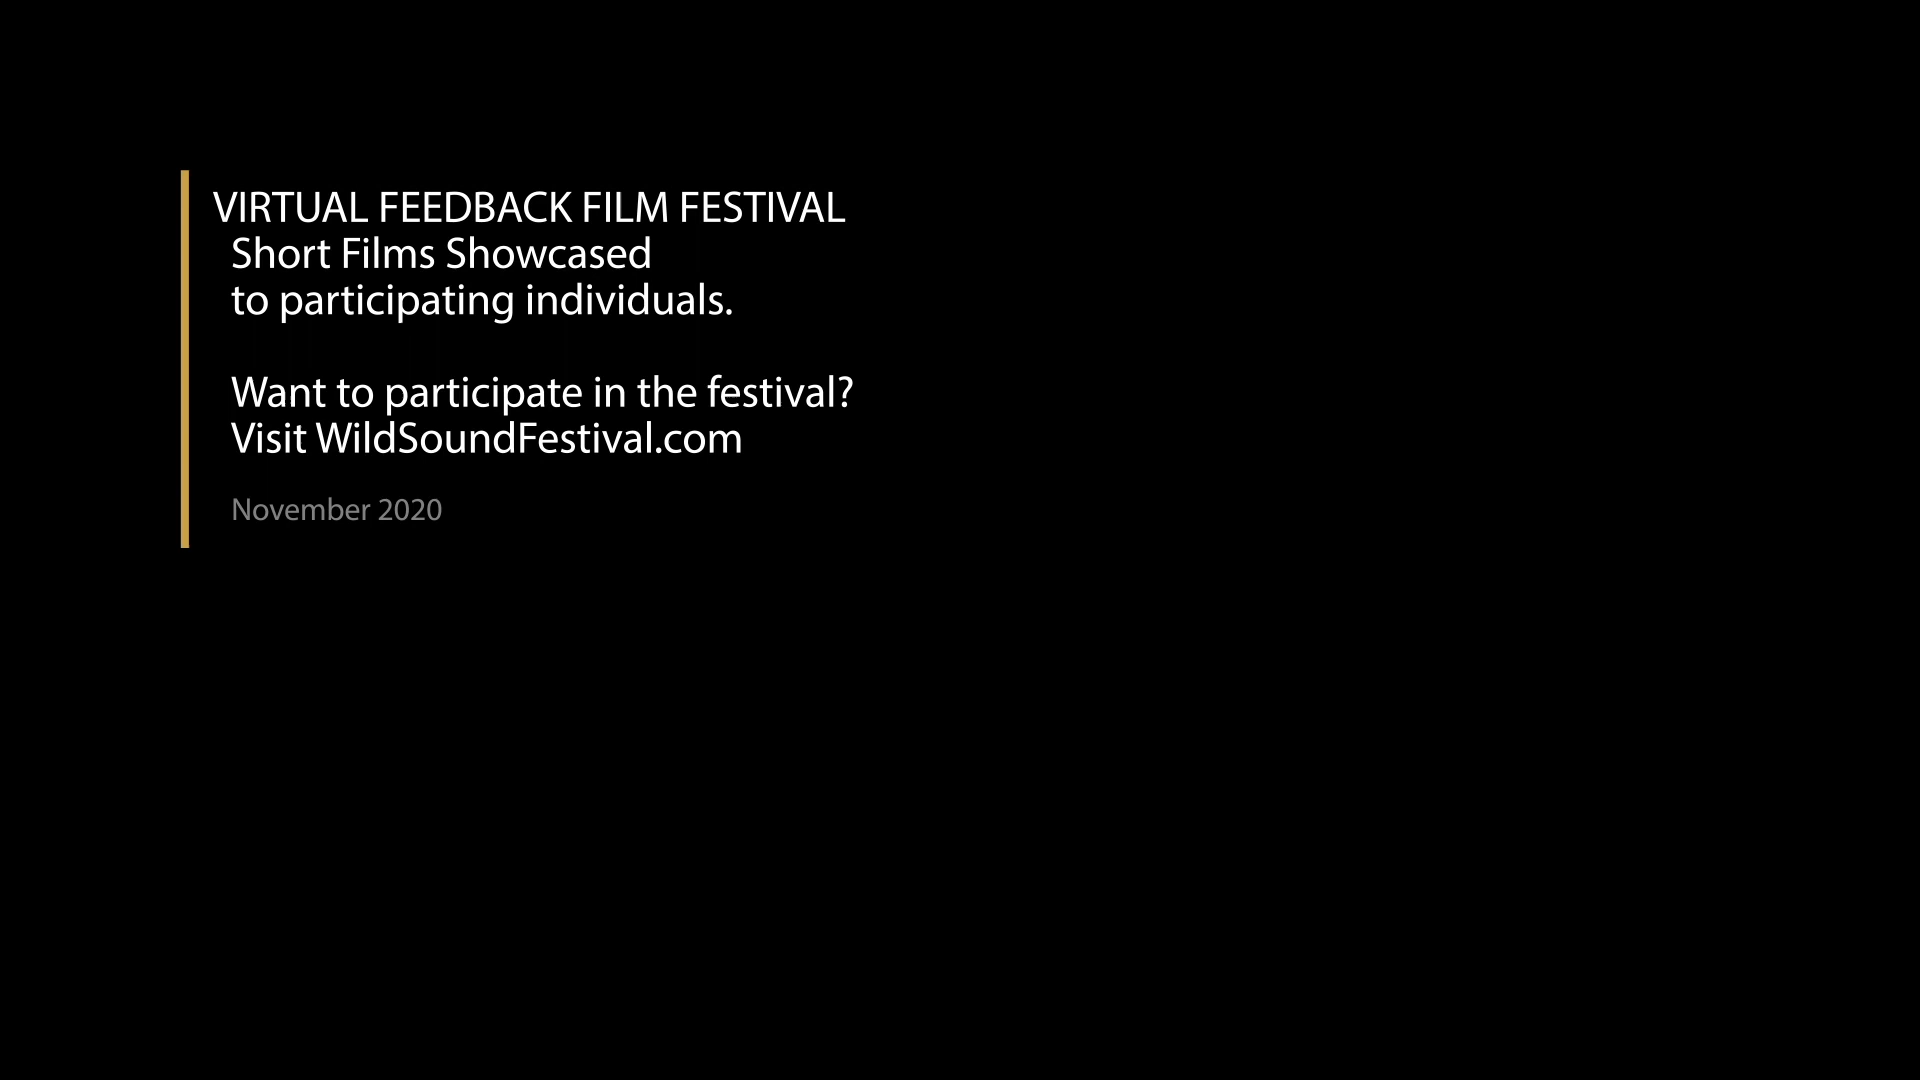 VIRTUAL FEEDBACK FILM FESTIVAL
Short Films Showcased
to participating individuals.
Want to participate in the festival?
Visit WildSoundFestival.com
November 2020